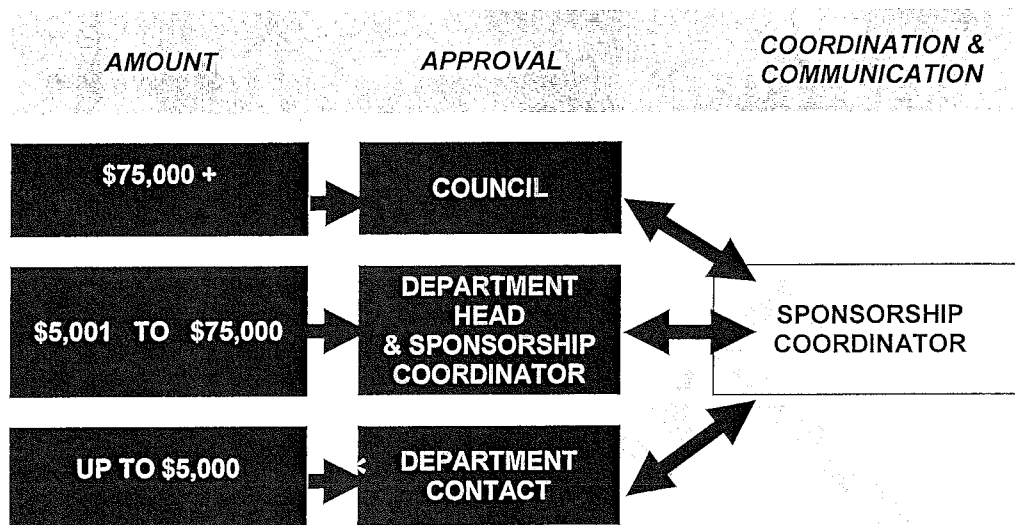 AMOUNT
APPROVAL
COORDINATION &
COMMUNICATION
$75,000 +
COUNCIL
$5,001 TO $75,000
DEPARTMENT
HEAD
& SPONSORSHIP
COORDINATOR
SPONSORSHIP
COORDINATOR
UP TO $5,000
* DEPARTMENT
CONTACT